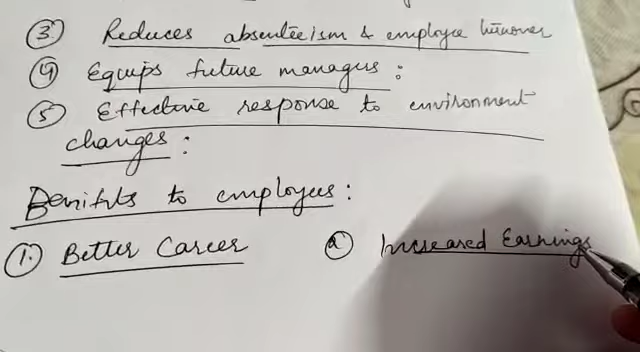 ③ Reduces absenteeism & employee turnover
④ Equips future managers :
⑤ Effective response to environment
changes :
Benifits to employees :
① Better Career ② Increased Earnings